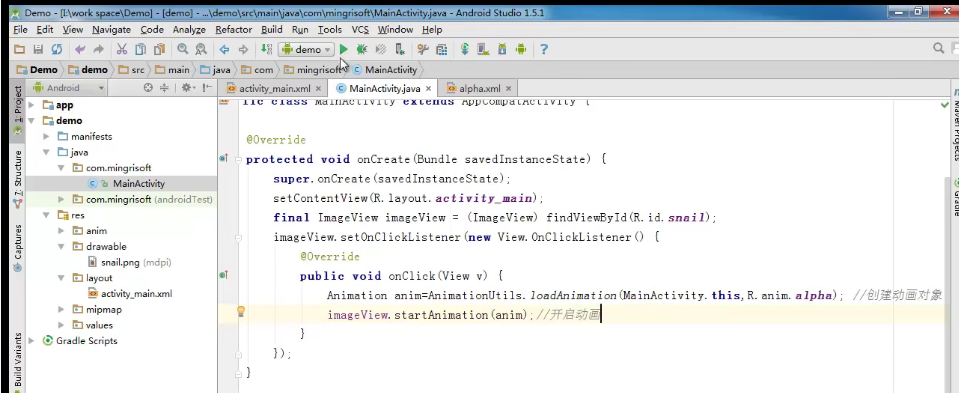 Demo - [L:\work space\Demo] - [demo] - ...\demo\src\main\java\com\mingrisoft\MainActivity.java - Android Studio 1.5.1
File Edit View Navigate Code Analyze Refactor Build Run Tools VCS Window Help
demo
Demo demo src main java com mingrisoft MainActivity
1: Project
7: Structure
Captures
Build Variants
Android
app
demo
manifests
java
com.mingrisoft
MainActivity
com.mingrisoft (androidTest)
res
anim
drawable
snail.png (mdpi)
layout
activity_main.xml
mipmap
values
Gradle Scripts
activity_main.xml MainActivity.java alpha.xml
class MainActivity extends AppCompatActivity {
@Override
protected void onCreate(Bundle savedInstanceState) {
super.onCreate(savedInstanceState);
setContentView(R.layout.activity_main);
final ImageView imageView = (ImageView) findViewById(R.id.snail);
imageView.setOnClickListener(new View.OnClickListener() {
@Override
public void onClick(View v) {
Animation anim=AnimationUtils.loadAnimation(MainActivity.this,R.anim.alpha); //创建动画对象
imageView.startAnimation(anim);//开启动画
}
});
}
Maven Projects
Gradle